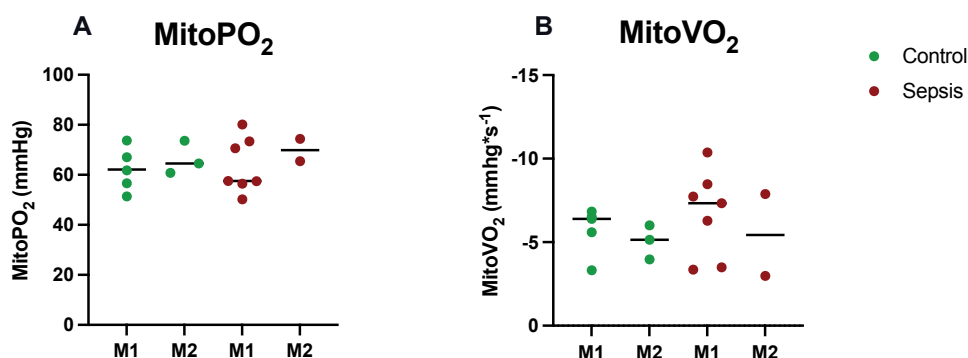 A
MitoPO2
MitoPO2 (mmHg)
100
80
60
40
20
0
M1 M2 M1 M2
B
MitoVO2
MitoVO2 (mmhg*s-1)
-15
-10
-5
0
M1 M2 M1 M2
Control
Sepsis